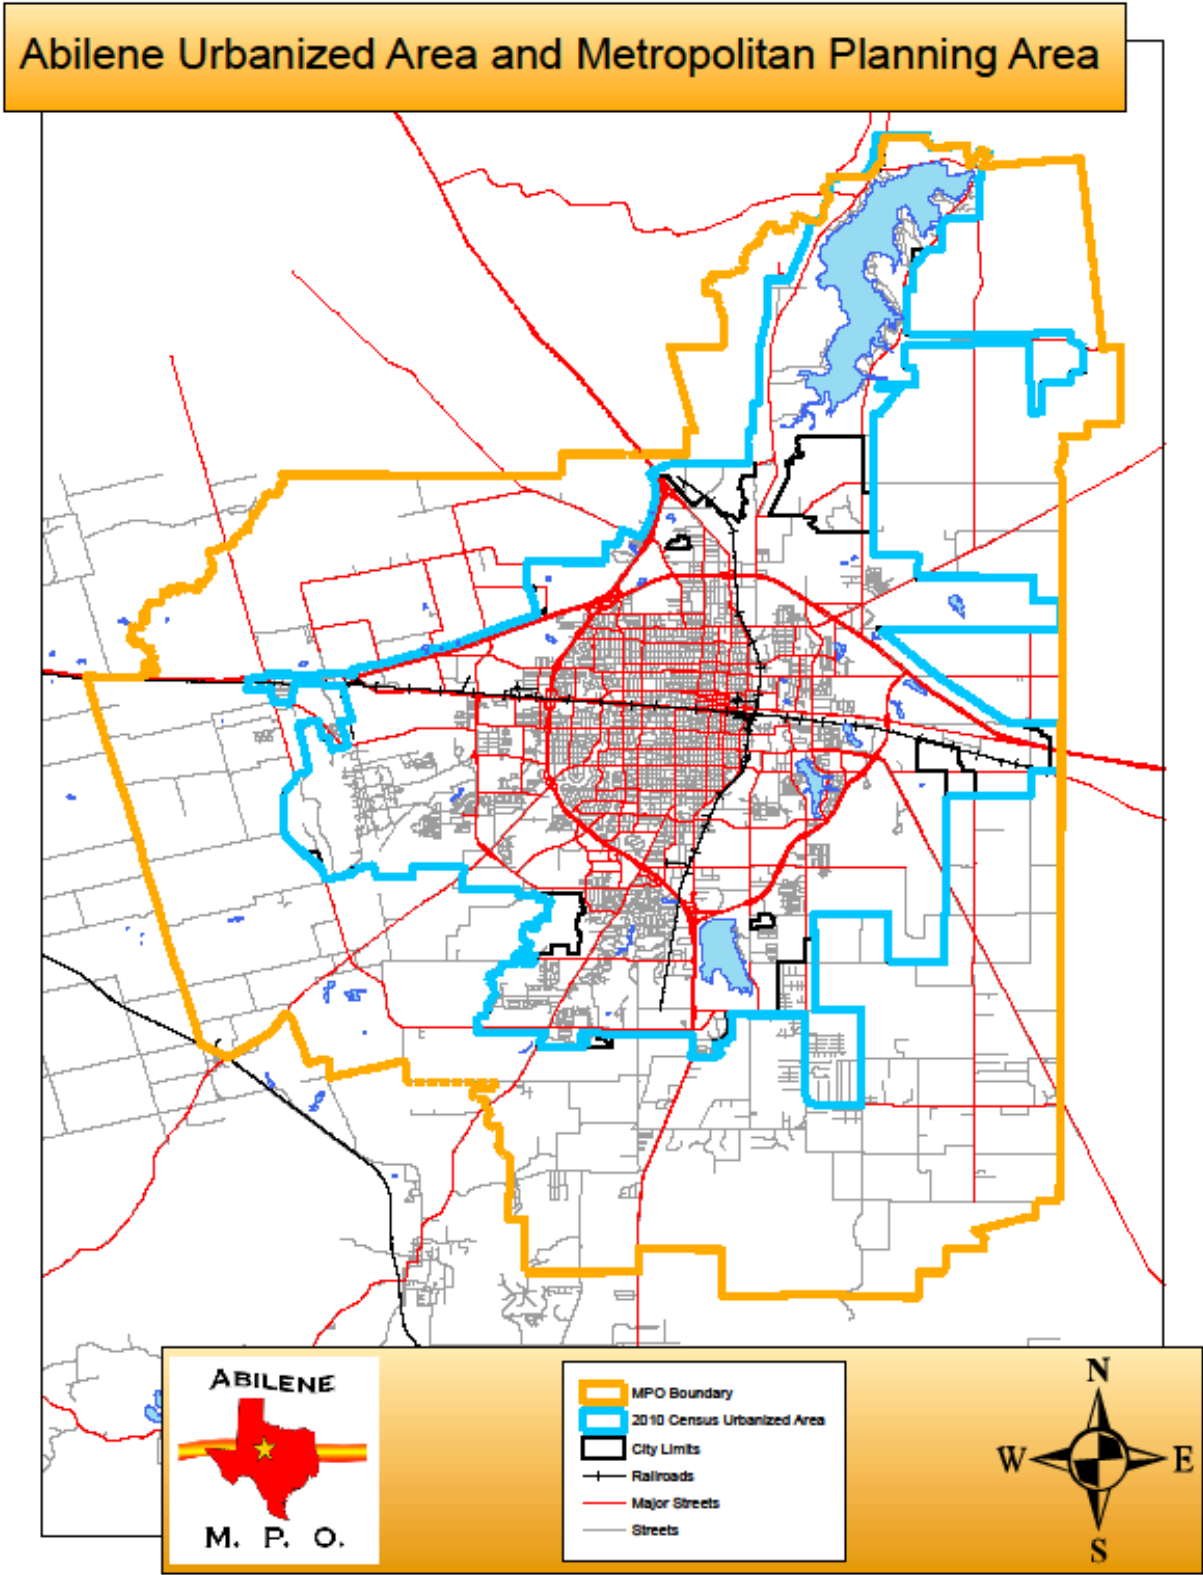 Abilene Urbanized Area and Metropolitan Planning Area
ABILENE
M. P. O.
MPO Boundary
2010 Census Urbanized Area
City Limits
Railroads
Major Streets
Streets
N
W E
S